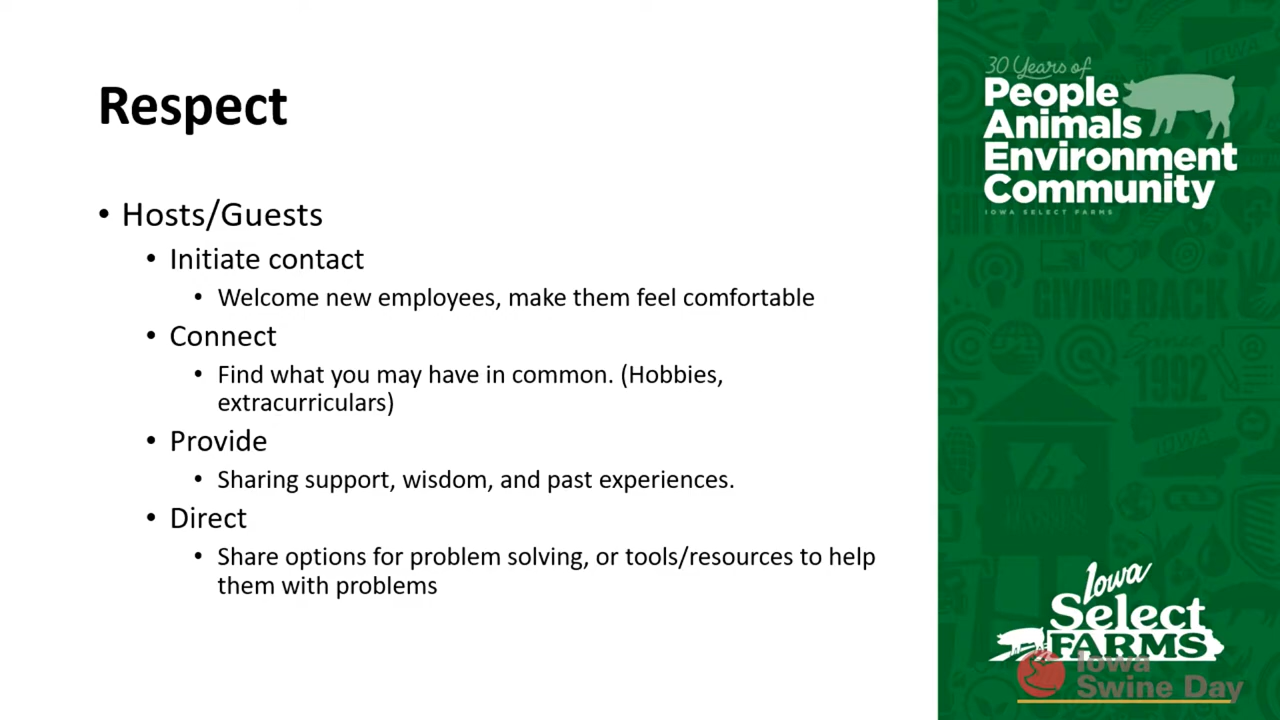 Respect
• Hosts/Guests
• Initiate contact
• Welcome new employees, make them feel comfortable
• Connect
• Find what you may have in common. (Hobbies,
extracurriculars)
• Provide
• Sharing support, wisdom, and past experiences.
• Direct
• Share options for problem solving, or tools/resources to help
them with problems
30 Years of
People
Animals
Environment
Community
IOWA SELECT FARMS
GIVING BACK
Since
1992
IOWA
Iowa
Select
FARMS
Iowa
Swine Day